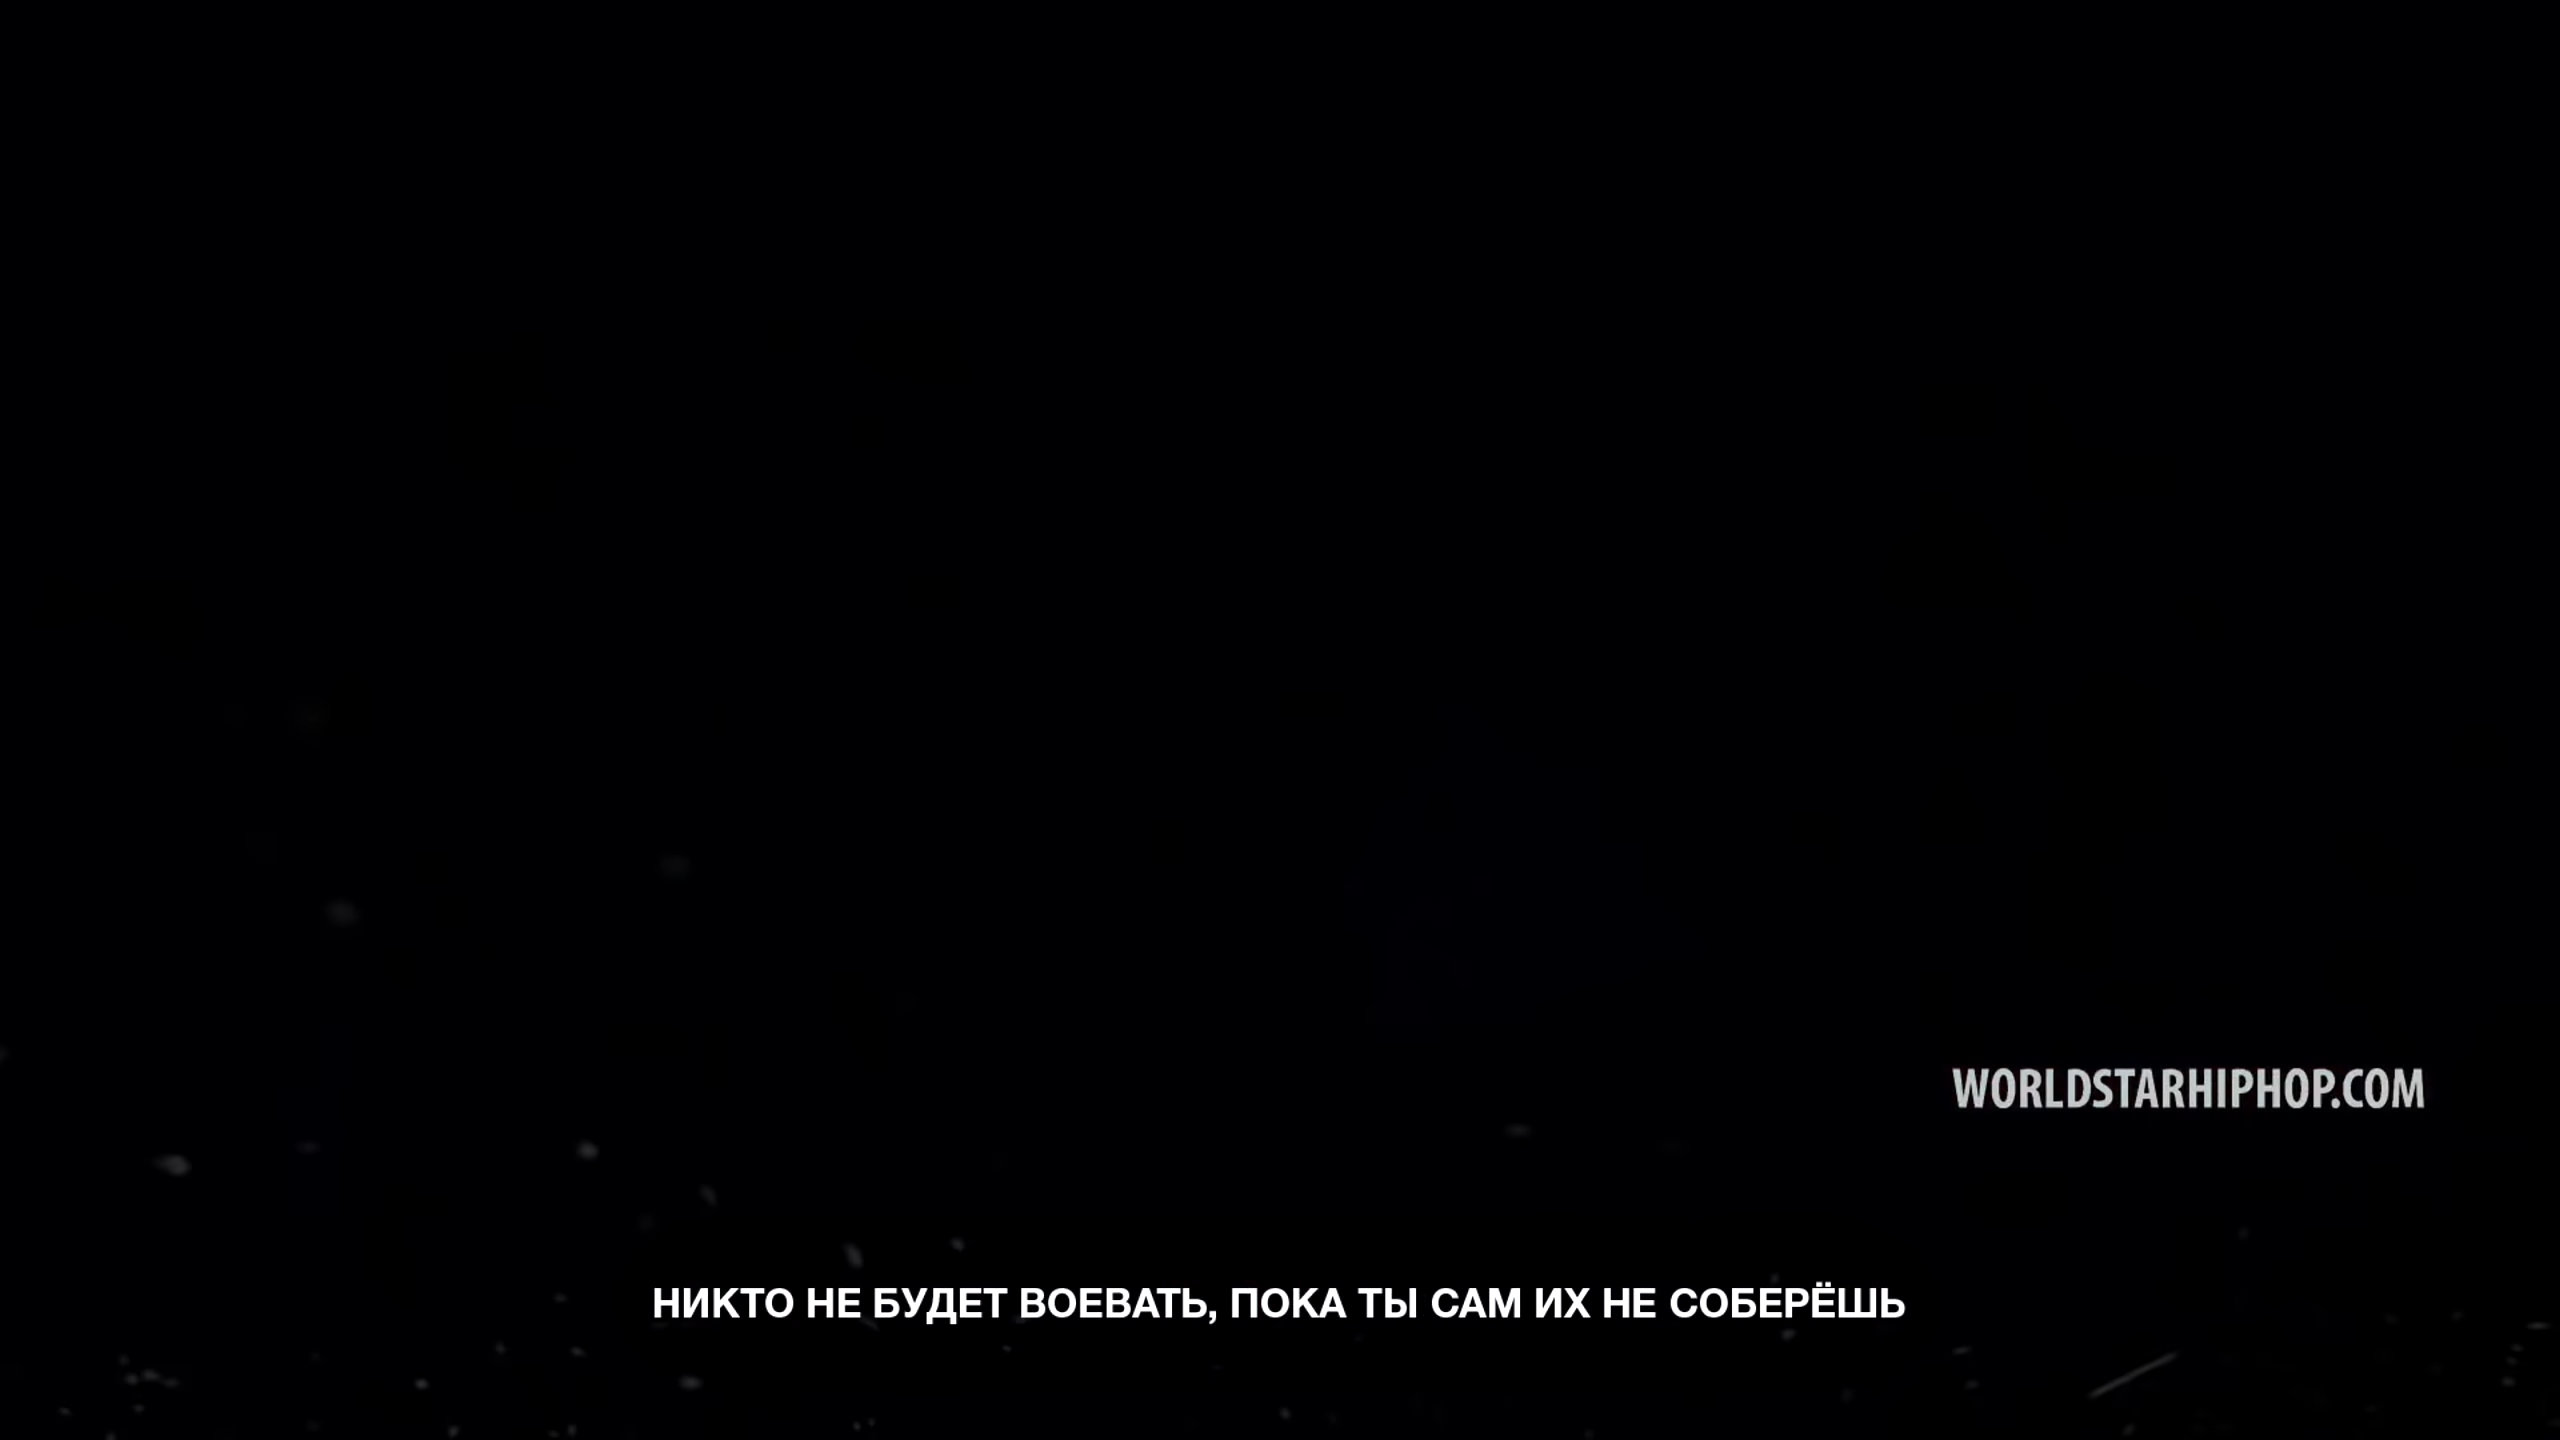 WORLDSTARHIPHOP.COM
НИКТО НЕ БУДЕТ ВОЕВАТЬ, ПОКА ТЫ САМ ИХ НЕ СОБЕРЁШЬ